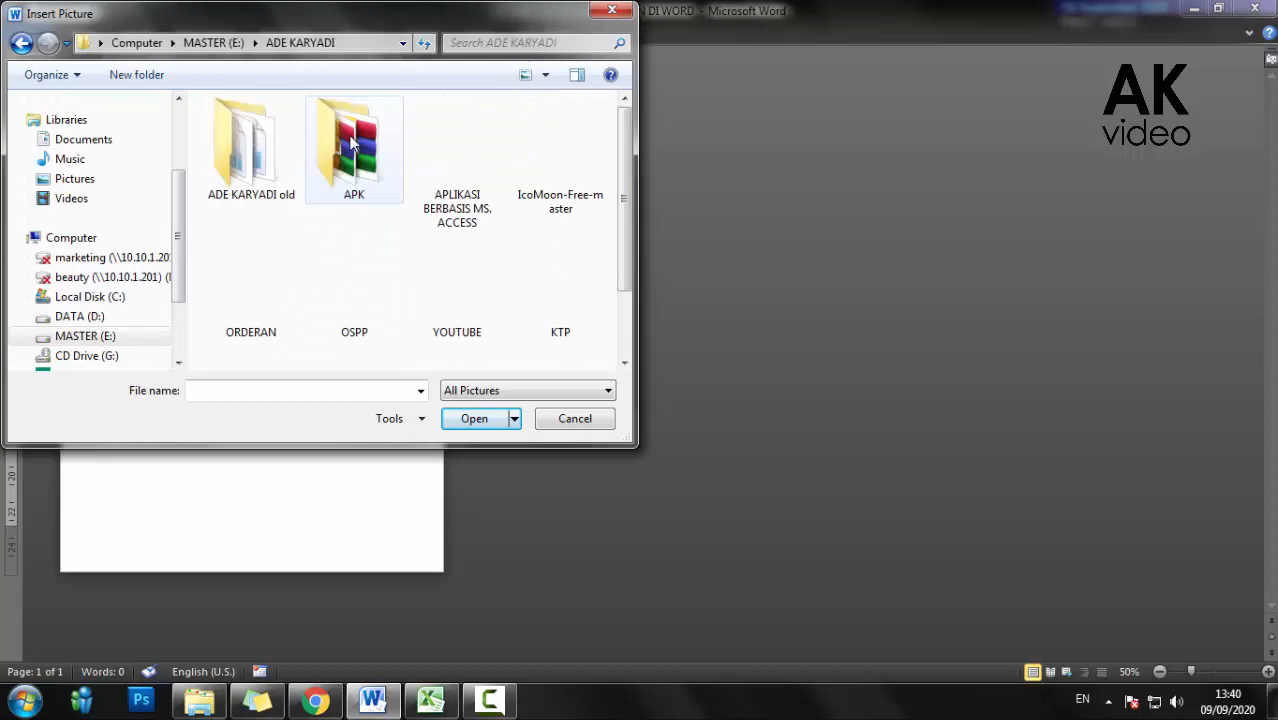 Insert Picture
N DI WORD - Microsoft Word
Computer MASTER (E:) ADE KARYADI
Search ADE KARYADI
Organize New folder
AK
video
Libraries
Documents
Music
Pictures
Videos
Computer
marketing (\\10.10.1.20
beauty (\\10.10.1.201) (
Local Disk (C:)
DATA (D:)
MASTER (E:)
CD Drive (G:)
ADE KARYADI old
APK
APLIKASI
BERBASIS MS.
ACCESS
IcoMoon-Free-m
aster
ORDERAN
OSPP
YOUTUBE
KTP
File name:
All Pictures
Tools
Open
Cancel
20
22
24
Page: 1 of 1 Words: 0 English (U.S.)
50%
Ps
EN
13:40
09/09/2020